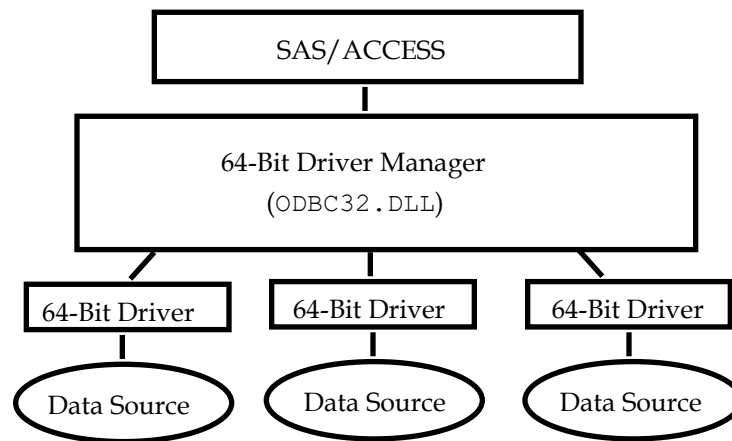 SAS/ACCESS
64-Bit Driver Manager
(ODBC32.DLL)
64-Bit Driver
64-Bit Driver
64-Bit Driver
Data Source
Data Source
Data Source